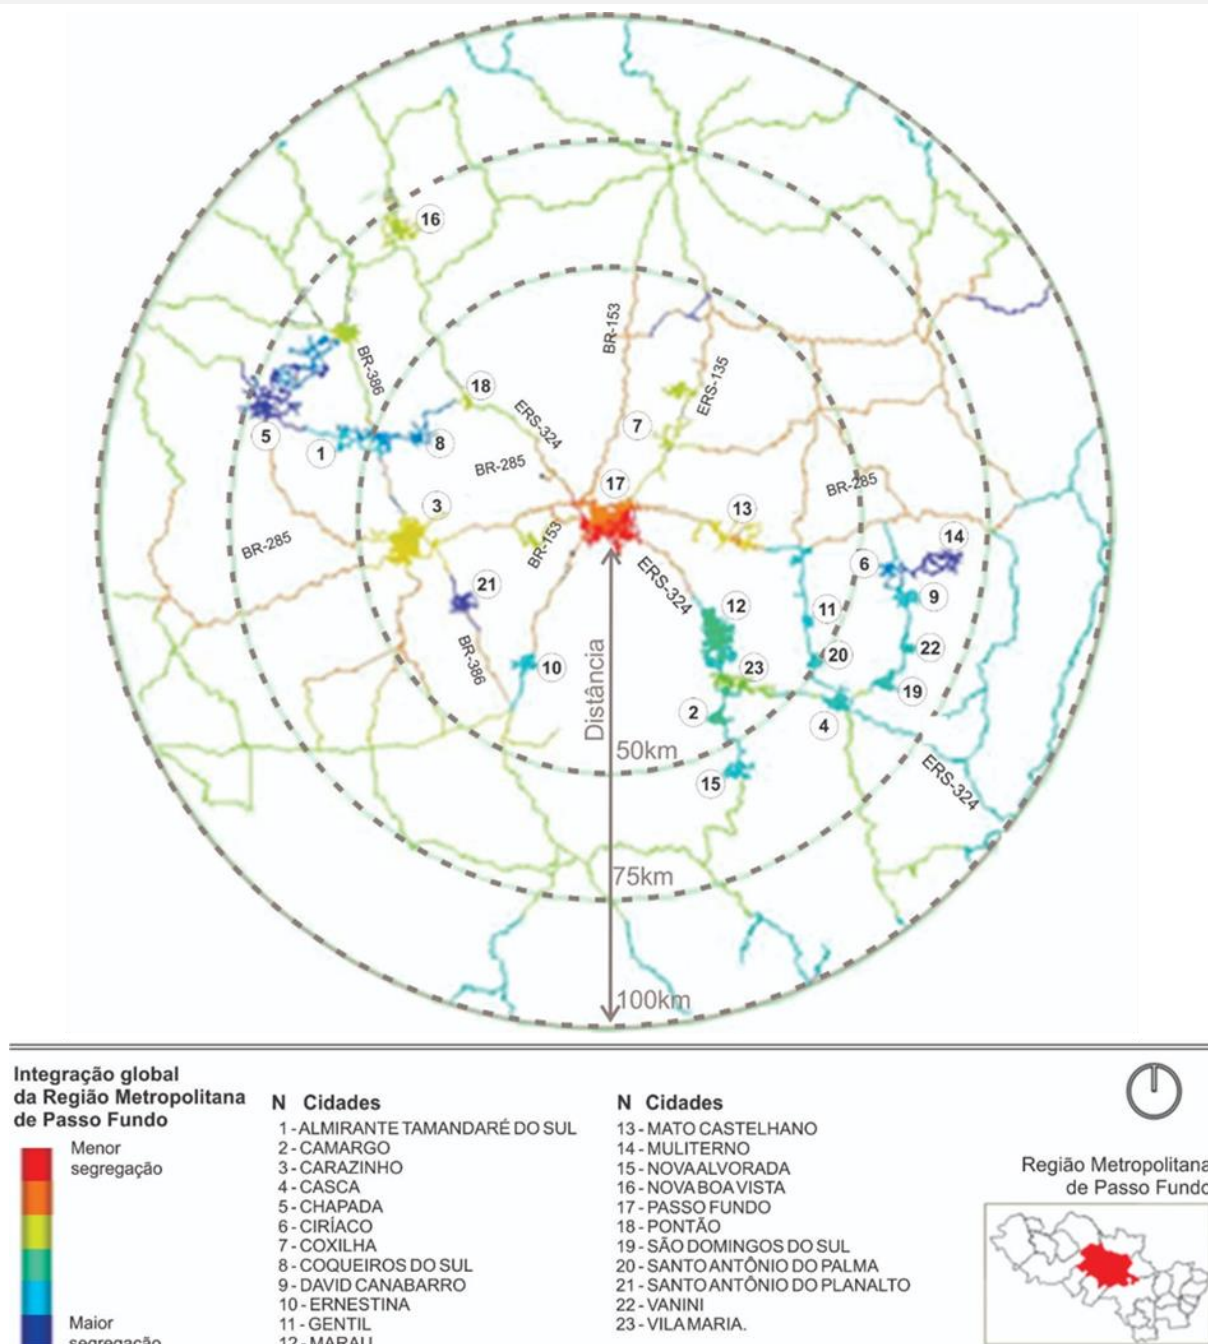 16
BR-153
BR-386
ERS-135
18
ERS-324
7
5
1
8
BR-285
17
BR-285
3
13
BR-153
BR-285
14
ERS-324
6
21
12
9
11
BR-386
10
20
22
23
Distância
19
2
4
50km
15
ERS-324
75km
100km
Integração global
da Região Metropolitana
de Passo Fundo
Menor
segregação
Maior
segregação
N Cidades
1-ALMIRANTE TAMANDARÉ DO SUL
2-CAMARGO
3-CARAZINHO
4-CASCA
5-CHAPADA
6-CIRÍACO
7-COXILHA
8-COQUEIROS DO SUL
9-DAVID CANABARRO
10-ERNESTINA
11-GENTIL
12-MARAU
N Cidades
13-MATO CASTELHANO
14-MULITERNO
15-NOVA ALVORADA
16-NOVA BOA VISTA
17-PASSO FUNDO
18-PONTÃO
19-SÃO DOMINGOS DO SUL
20-SANTO ANTÔNIO DO PALMA
21-SANTO ANTÔNIO DO PLANALTO
22-VANINI
23-VILA MARIA.
Região Metropolitana
de Passo Fundo